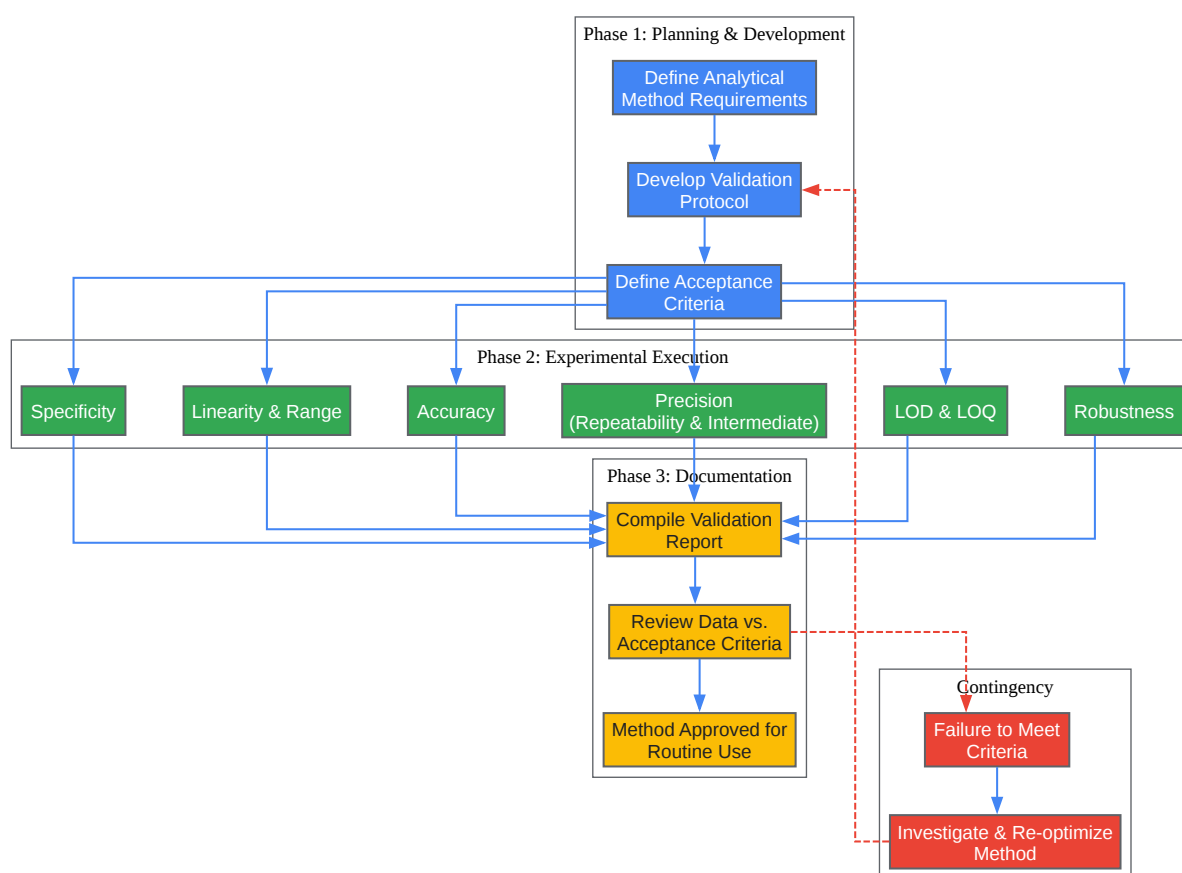 Phase 1: Planning & Development
Define Analytical
Method Requirements
Develop Validation
Protocol
Define Acceptance
Criteria
Phase 2: Experimental Execution
Specificity
Linearity & Range
Accuracy
Precision
(Repeatability & Intermediate)
LOD & LOQ
Robustness
Phase 3: Documentation
Compile Validation
Report
Review Data vs.
Acceptance Criteria
Method Approved for
Routine Use
Contingency
Failure to Meet
Criteria
Investigate & Re-optimize
Method